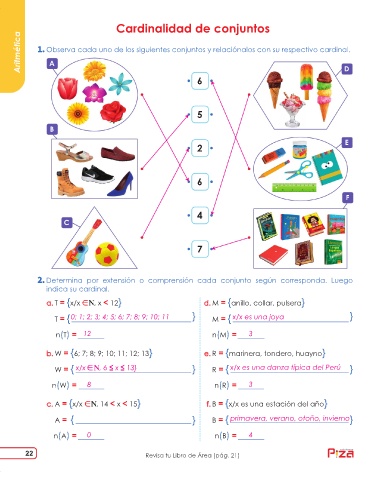 Cardinalidad de conjuntos
Aritmética
1. Observa cada uno de los siguientes conjuntos y relaciónalos con su respectivo cardinal.
A
D
6
5
B
2
E
6
F
4
C
7
2. Determina por extensión o comprensión cada conjunto según corresponda. Luego
indica su cardinal.
a. T = {x/x ∈ ℕ, x < 12}
T = {0; 1; 2; 3; 4; 5; 6; 7; 8; 9; 10; 11}
n(T) = 12
b. W = {6; 7; 8; 9; 10; 11; 12; 13}
W = {x/x ∈ ℕ, 6 ≤ x ≤ 13}
n(W) = 8
c. A = {x/x ∈ ℕ, 14 < x < 15}
A = { }
n(A) = 0
d. M = {anillo, collar, pulsera}
M = {x/x es una joya}
n(M) = 3
e. R = {marinera, tondero, huayno}
R = {x/x es una danza típica del Perú}
n(R) = 3
f. B = {x/x es una estación del año}
B = {primavera, verano, otoño, invierno}
n(B) = 4
22
Revisa tu Libro de Área (pág. 21)